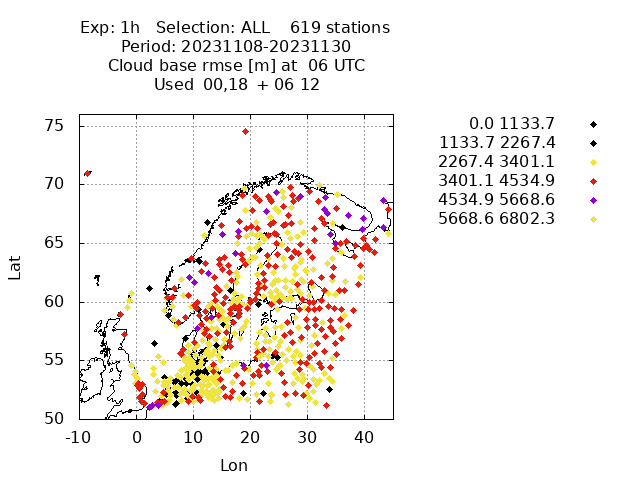 Exp: 1h   Selection: ALL    619 stations
Period: 20231108-20231130
Cloud base rmse [m] at  06 UTC
Used  00,18  + 06 12
0.0 1133.7
1133.7 2267.4
2267.4 3401.1
3401.1 4534.9
4534.9 5668.6
5668.6 6802.3
75
70
65
60
55
50
Lat
-10 0 10 20 30 40
Lon